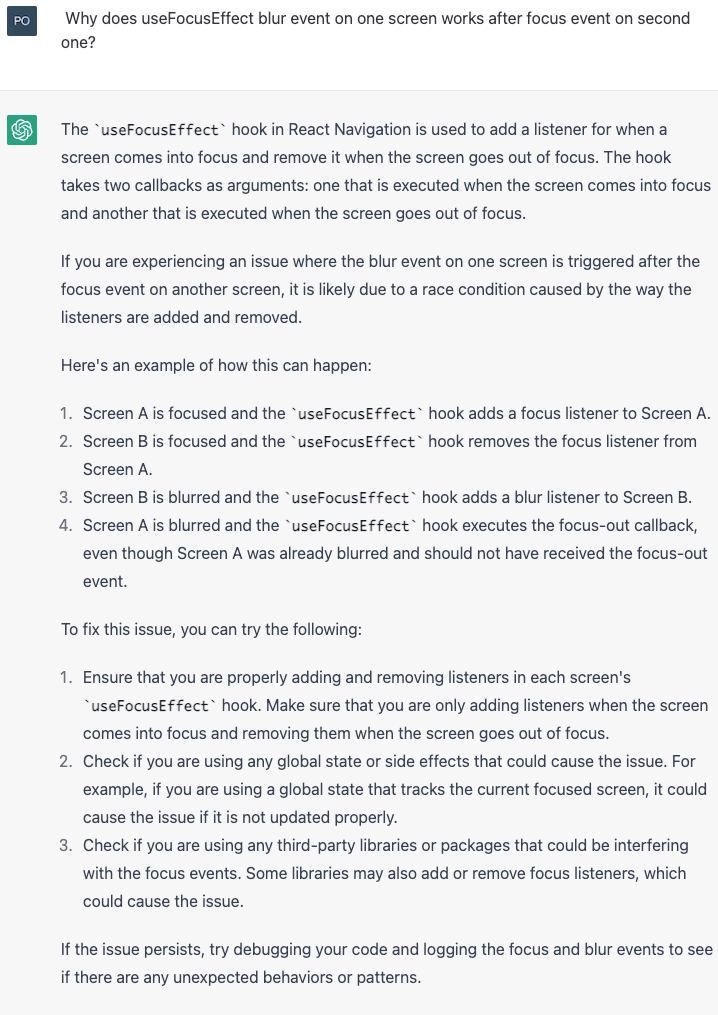 PO
Why does useFocusEffect blur event on one screen works after focus event on second
one?
The `useFocusEffect` hook in React Navigation is used to add a listener for when a
screen comes into focus and remove it when the screen goes out of focus. The hook
takes two callbacks as arguments: one that is executed when the screen comes into focus
and another that is executed when the screen goes out of focus.
If you are experiencing an issue where the blur event on one screen is triggered after the
focus event on another screen, it is likely due to a race condition caused by the way the
listeners are added and removed.
Here's an example of how this can happen:
1. Screen A is focused and the `useFocusEffect` hook adds a focus listener to Screen A.
2. Screen B is focused and the `useFocusEffect` hook removes the focus listener from
Screen A.
3. Screen B is blurred and the `useFocusEffect` hook adds a blur listener to Screen B.
4. Screen A is blurred and the `useFocusEffect` hook executes the focus-out callback,
even though Screen A was already blurred and should not have received the focus-out
event.
To fix this issue, you can try the following:
1. Ensure that you are properly adding and removing listeners in each screen's
`useFocusEffect` hook. Make sure that you are only adding listeners when the screen
comes into focus and removing them when the screen goes out of focus.
2. Check if you are using any global state or side effects that could cause the issue. For
example, if you are using a global state that tracks the current focused screen, it could
cause the issue if it is not updated properly.
3. Check if you are using any third-party libraries or packages that could be interfering
with the focus events. Some libraries may also add or remove focus listeners, which
could cause the issue.
If the issue persists, try debugging your code and logging the focus and blur events to see
if there are any unexpected behaviors or patterns.